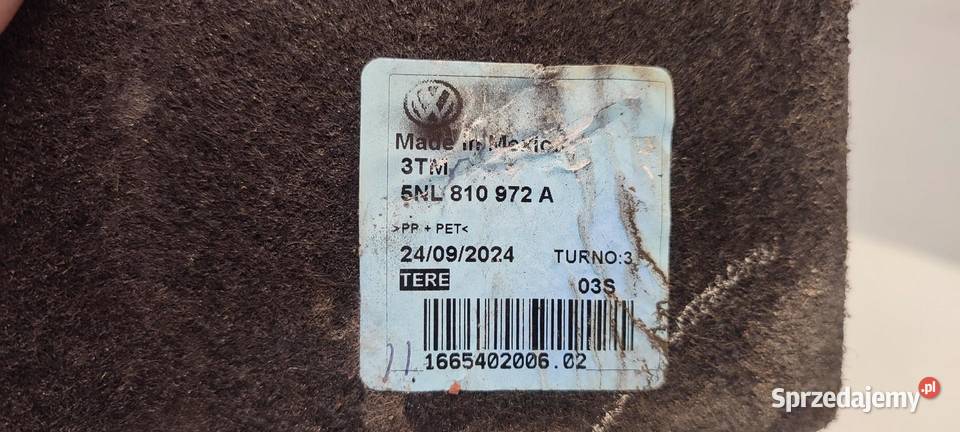 VW
Made in Mexico
3TM
5NL 810 972 A
>PP + PET<
24/09/2024 TURNO:3
TERE 03S
1665402006.02
Sprzedajemy.pl